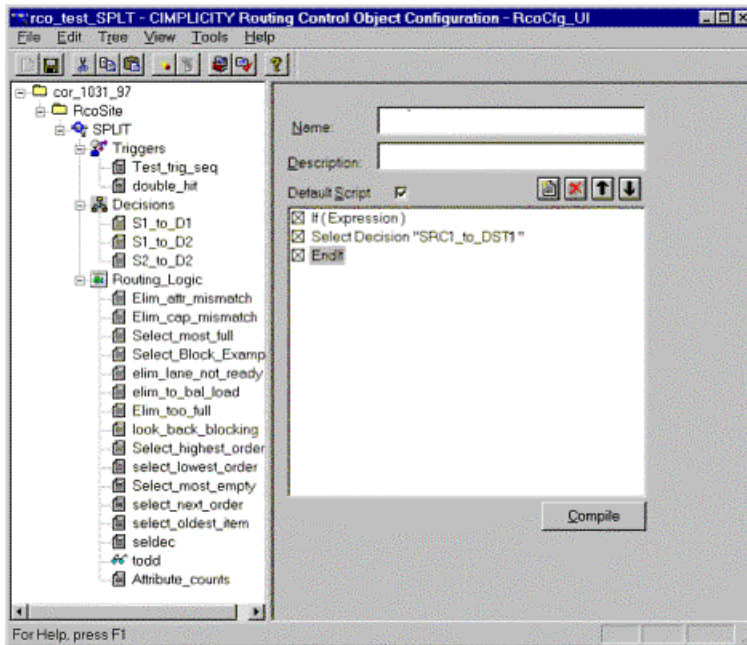 rco_test_SPLT - CIMPLICITY Routing Control Object Configuration - RcoCfg_UI
File Edit Tree View Tools Help
cor_1031_97
RcoSite
SPLIT
Triggers
Test_trig_seq
double_hit
Decisions
S1_to_D1
S1_to_D2
S2_to_D2
Routing_Logic
Elim_attr_mismatch
Elim_cap_mismatch
Select_most_full
Select_Block_Examp
elim_lane_not_ready
elim_to_bal_load
Elim_too_full
look_back_blocking
Select_highest_order
select_lowest_order
Select_most_empty
select_next_order
select_oldest_item
seldec
todd
Attribute_counts
Name:
Description:
Default Script
If ( Expression )
Select Decision "SRC1_to_DST1"
EndIf
Compile
For Help, press F1